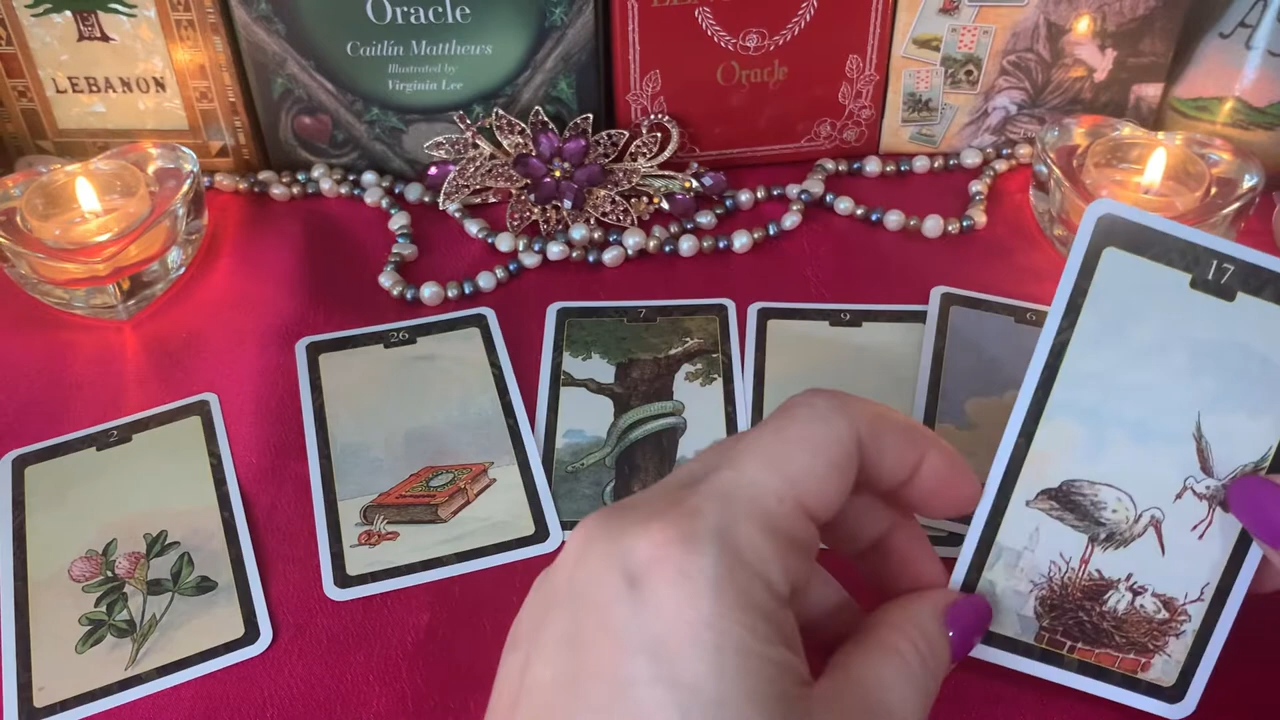 LEBANON
Oracle
Caitlín Matthews
Illustrated by
Virginia Lee
Oracle
2
26
7
9
6
17